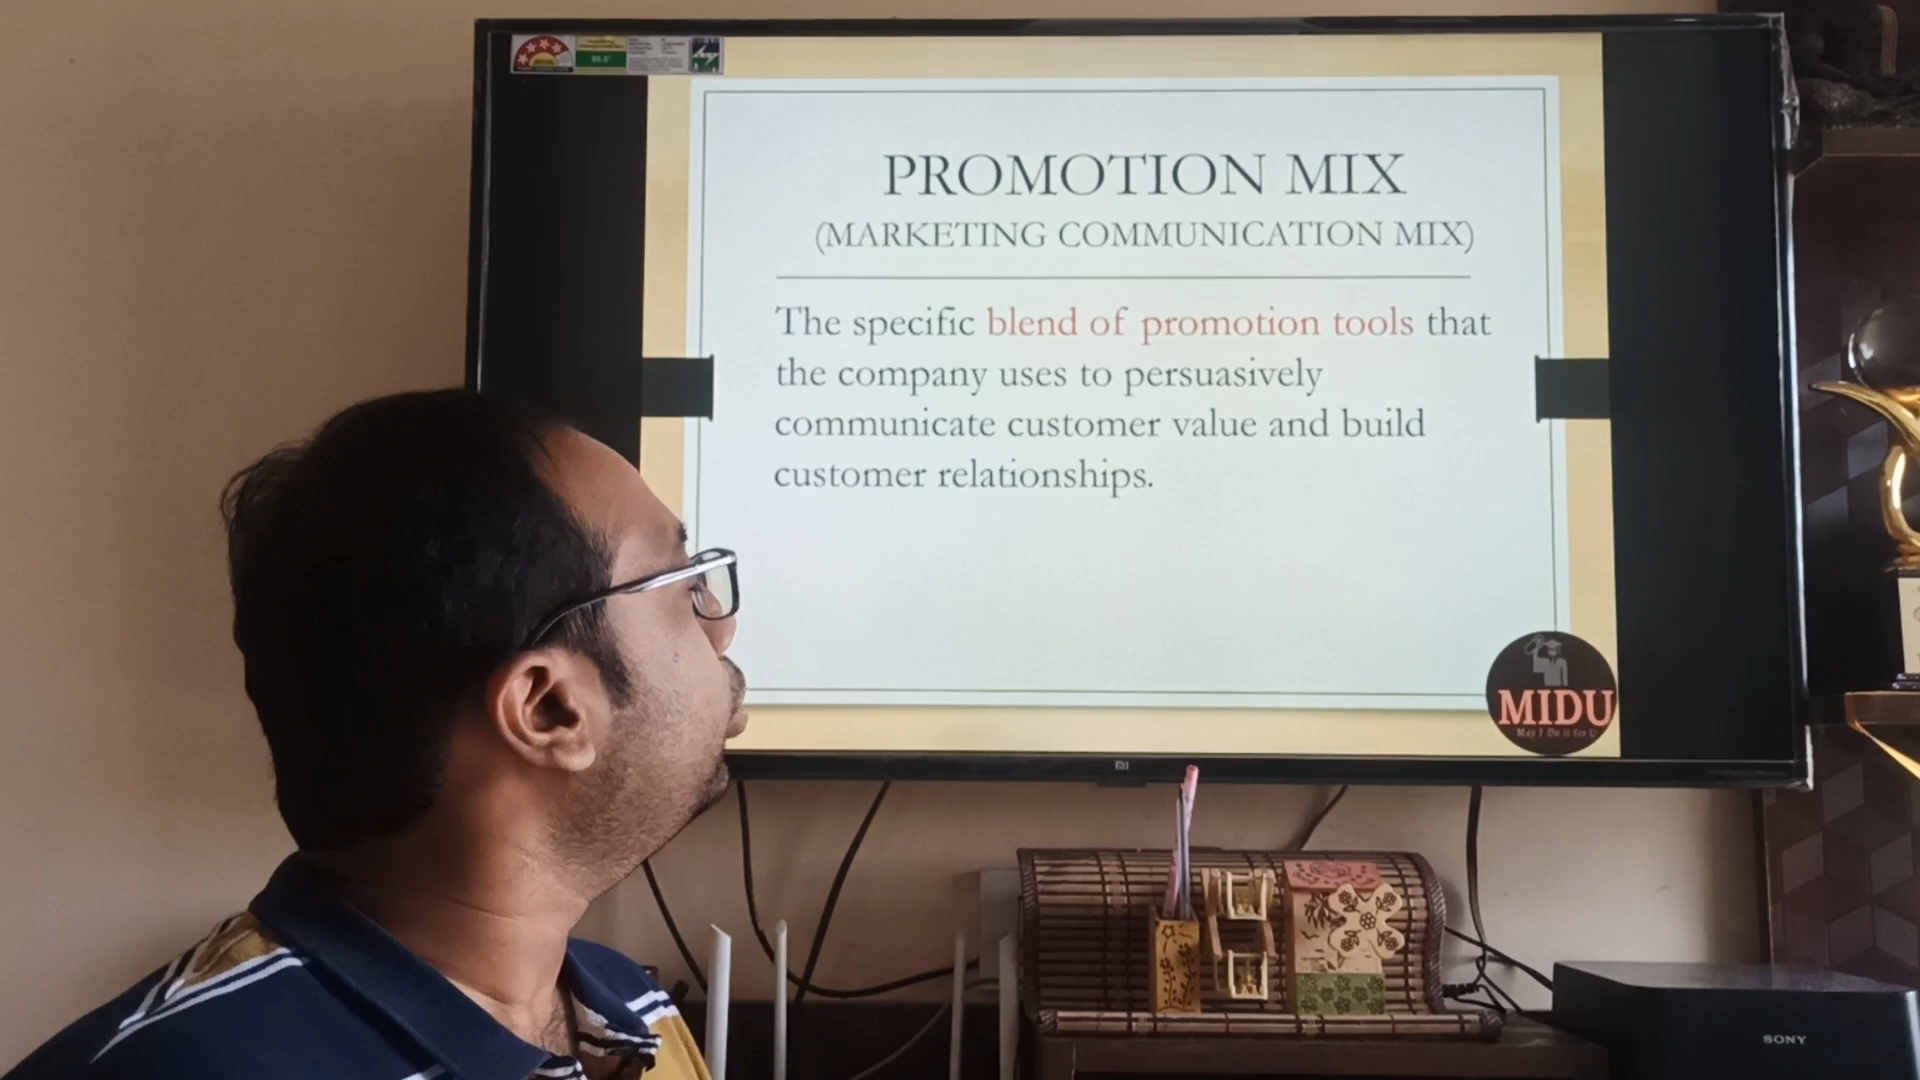 PROMOTION MIX
(MARKETING COMMUNICATION MIX)
The specific blend of promotion tools that
the company uses to persuasively
communicate customer value and build
customer relationships.
MIDU
May I Do it for U
mi
SONY